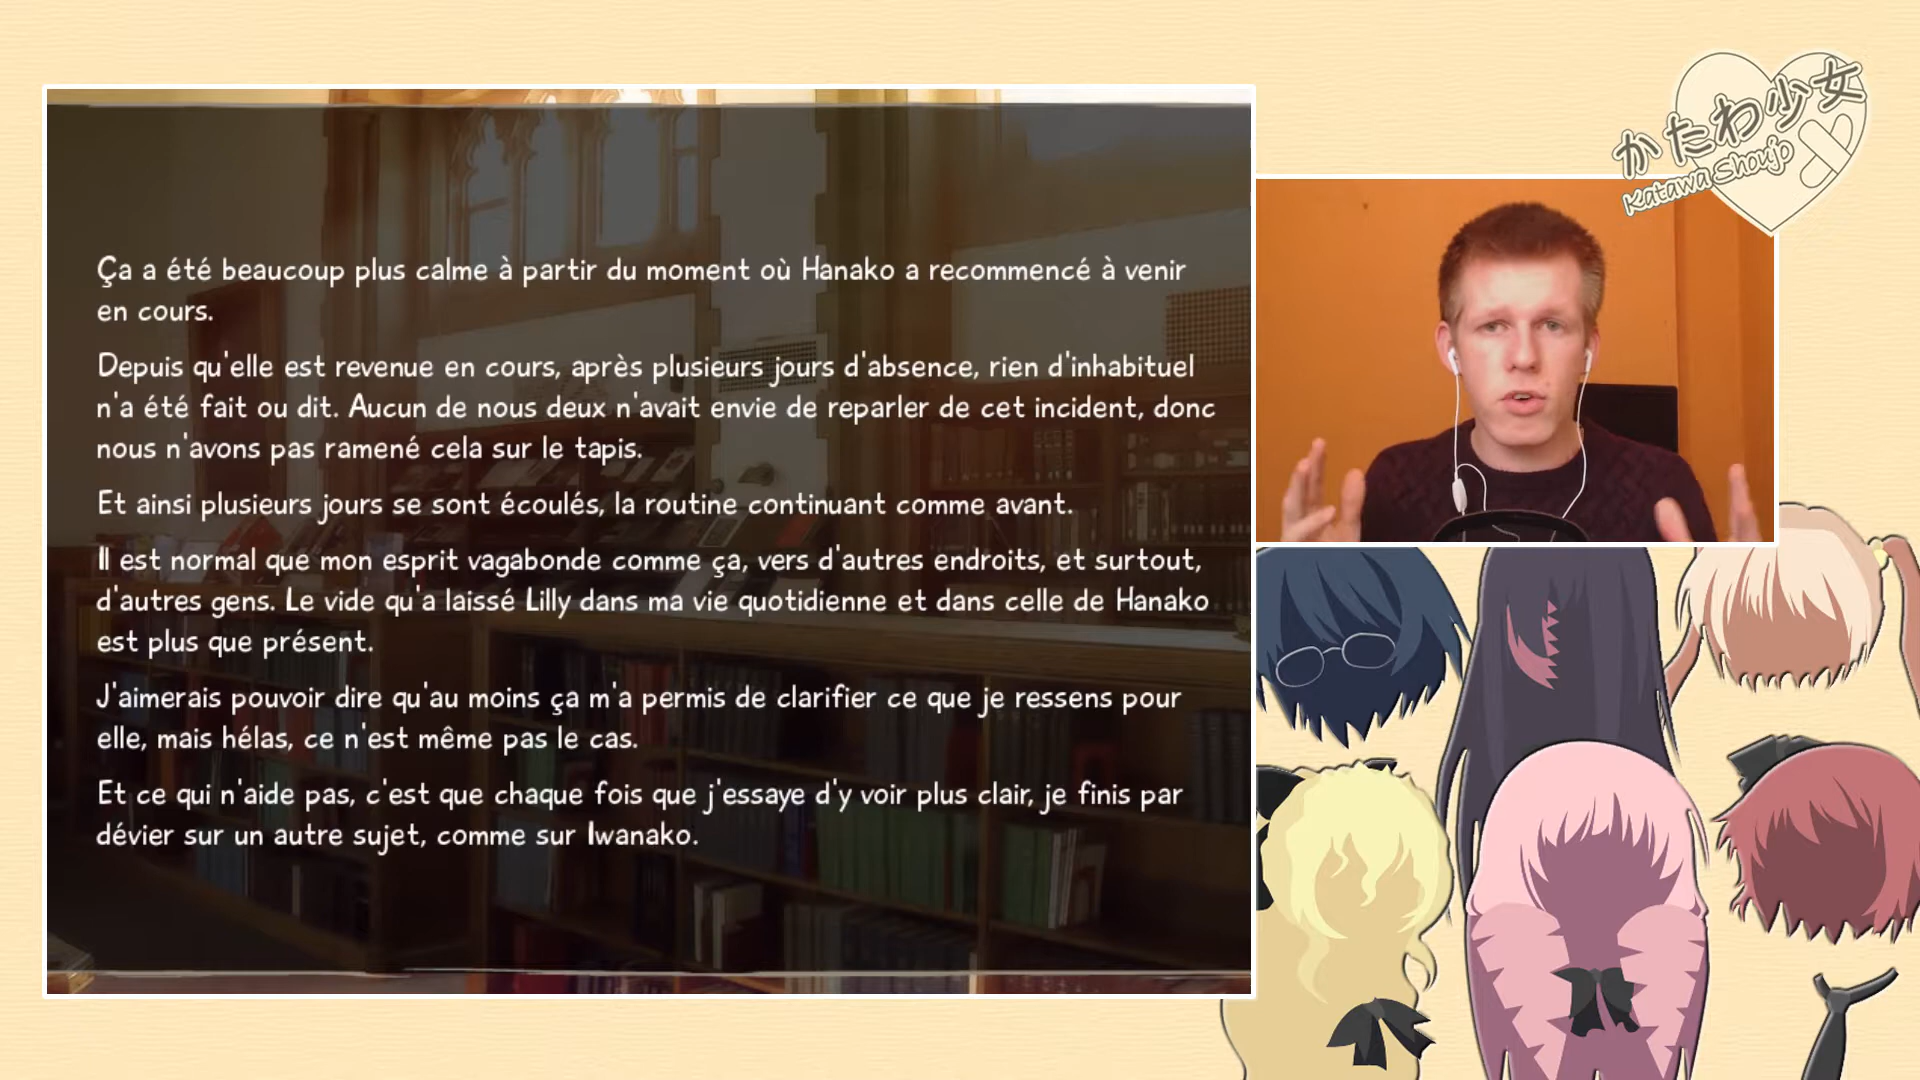 Ça a été beaucoup plus calme à partir du moment où Hanako a recommencé à venir
en cours.
Depuis qu'elle est revenue en cours, après plusieurs jours d'absence, rien d'inhabituel
n'a été fait ou dit. Aucun de nous deux n'avait envie de reparler de cet incident, donc
nous n'avons pas ramené cela sur le tapis.
Et ainsi plusieurs jours se sont écoulés, la routine continuant comme avant.
Il est normal que mon esprit vagabonde comme ça, vers d'autres endroits, et surtout,
d'autres gens. Le vide qu'a laissé Lilly dans ma vie quotidienne et dans celle de Hanako
est plus que présent.
J'aimerais pouvoir dire qu'au moins ça m'a permis de clarifier ce que je ressens pour
elle, mais hélas, ce n'est même pas le cas.
Et ce qui n'aide pas, c'est que chaque fois que j'essaye d'y voir plus clair, je finis par
dévier sur un autre sujet, comme sur Iwanako.
かたわ少女
Katawa Shoujo